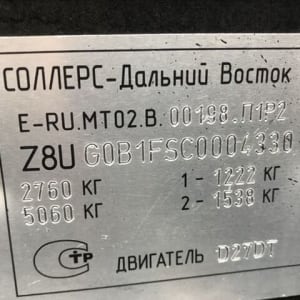 СОЛЛЕРС-Дальний Восток
E-RU.MT02.B. 00198.П1Р2
Z8U G0B1FSC0004330
2760 КГ 1 - 1222 КГ
5060 КГ 2 - 1538 КГ
СТР ДВИГАТЕЛЬ D27DT